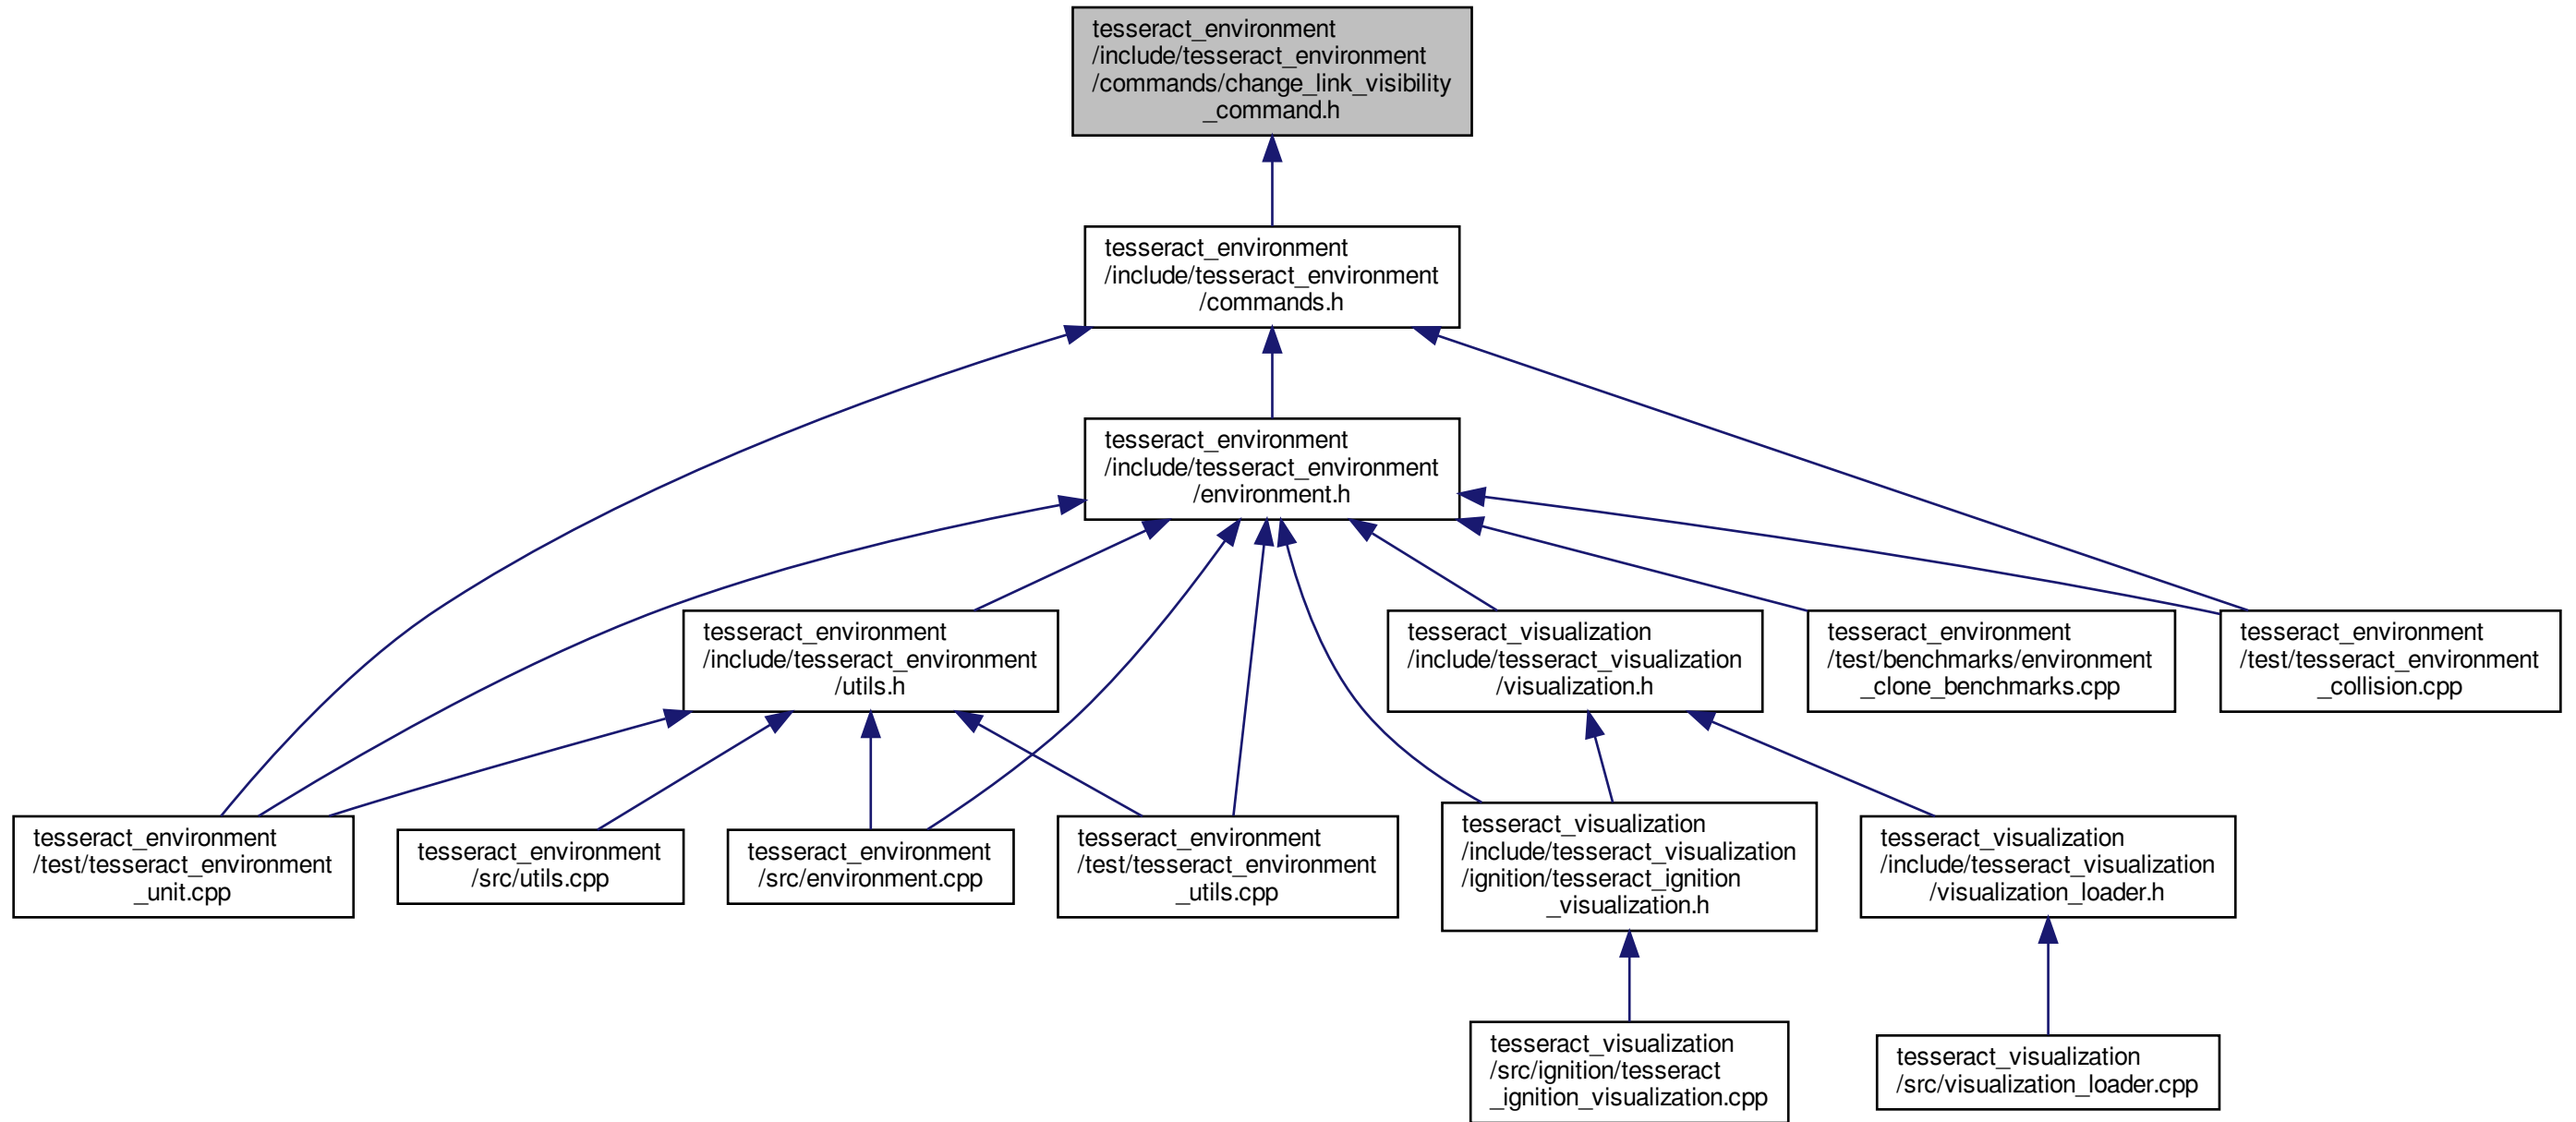 tesseract_environment
/include/tesseract_environment
/commands/change_link_visibility
_command.h
tesseract_environment
/include/tesseract_environment
/commands.h
tesseract_environment
/include/tesseract_environment
/environment.h
tesseract_environment
/include/tesseract_environment
/utils.h
tesseract_visualization
/include/tesseract_visualization
/visualization.h
tesseract_environment
/test/benchmarks/environment
_clone_benchmarks.cpp
tesseract_environment
/test/tesseract_environment
_collision.cpp
tesseract_environment
/test/tesseract_environment
_unit.cpp
tesseract_environment
/src/utils.cpp
tesseract_environment
/src/environment.cpp
tesseract_environment
/test/tesseract_environment
_utils.cpp
tesseract_visualization
/include/tesseract_visualization
/ignition/tesseract_ignition
_visualization.h
tesseract_visualization
/include/tesseract_visualization
/visualization_loader.h
tesseract_visualization
/src/ignition/tesseract
_ignition_visualization.cpp
tesseract_visualization
/src/visualization_loader.cpp